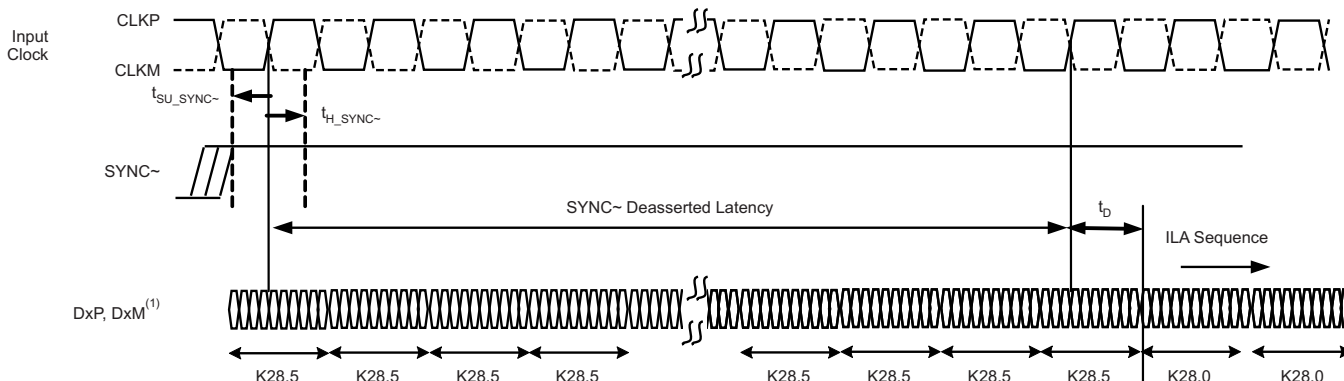 Input
Clock
CLKP
CLKM
tSU_SYNC~
tH_SYNC~
SYNC~
SYNC~ Deasserted Latency
tD
ILA Sequence
DxP, DxM(1)
K28.5 K28.5 K28.5 K28.5 K28.5 K28.5 K28.5 K28.5 K28.0 K28.0